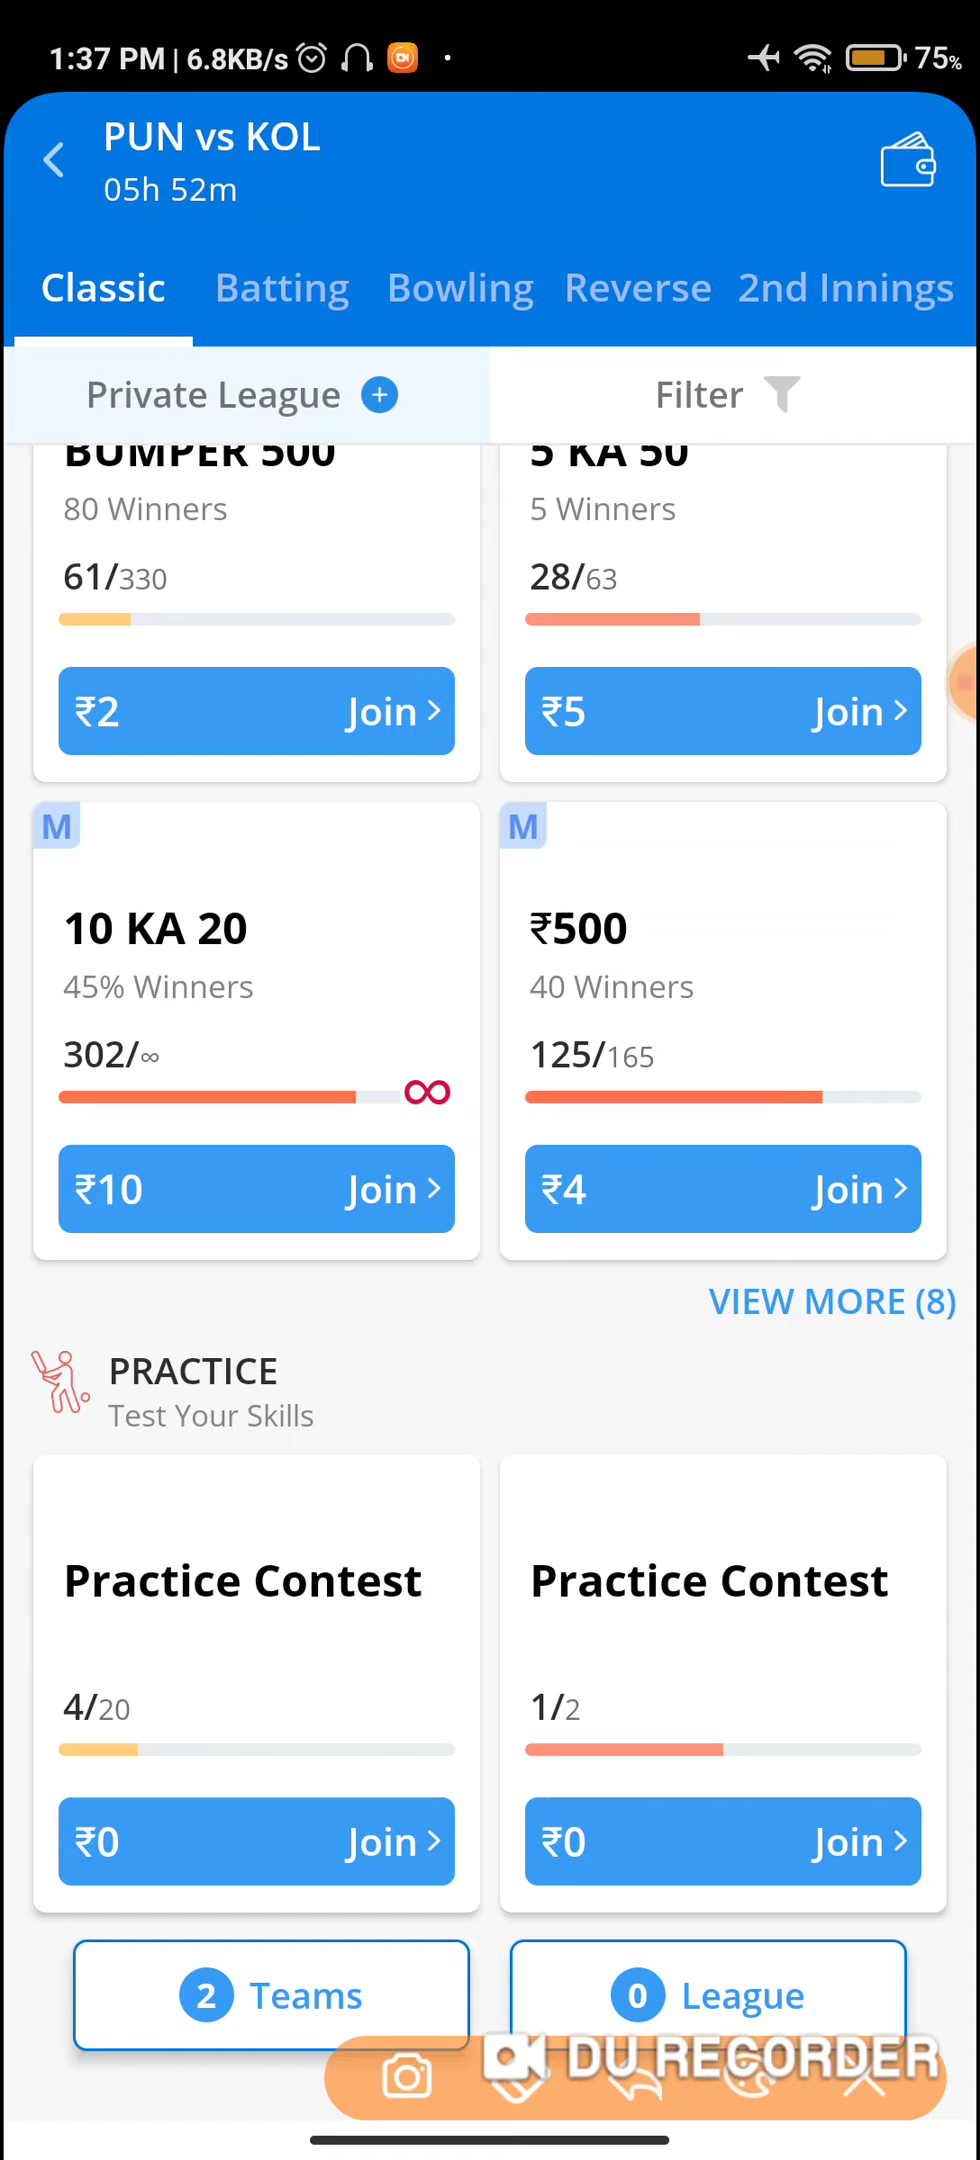 1:37 PM | 6.8KB/s 75%
PUN vs KOL
05h 52m
Classic Batting Bowling Reverse 2nd Innings
Private League + Filter
BUMPER 500 5 KA 50
80 Winners 5 Winners
61/330 28/63
₹2 Join > ₹5 Join >
M M
10 KA 20 ₹500
45% Winners 40 Winners
302/∞ 125/165
∞
₹10 Join > ₹4 Join >
VIEW MORE (8)
PRACTICE
Test Your Skills
Practice Contest Practice Contest
4/20 1/2
₹0 Join > ₹0 Join >
2 Teams 0 League
DU RECORDER